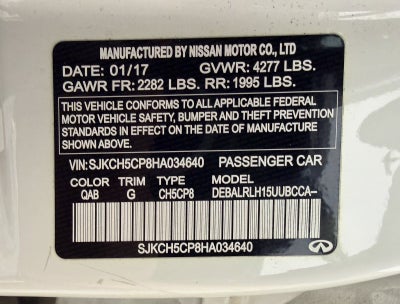 MANUFACTURED BY NISSAN MOTOR CO., LTD
DATE: 01/17 GVWR: 4277 LBS.
GAWR FR: 2282 LBS. RR: 1995 LBS.
THIS VEHICLE CONFORMS TO ALL APPLICABLE FEDERAL
MOTOR VEHICLE SAFETY, BUMPER AND THEFT PREVENTION
STANDARDS IN EFFECT ON THE DATE OF MANUFACTURE
SHOWN ABOVE.
VIN:SJKCH5CP8HA034640 PASSENGER CAR
COLOR TRIM TYPE MODEL
QAB G CH5CP8 DEBALRLH15UUBCCA-
SJKCH5CP8HA034640